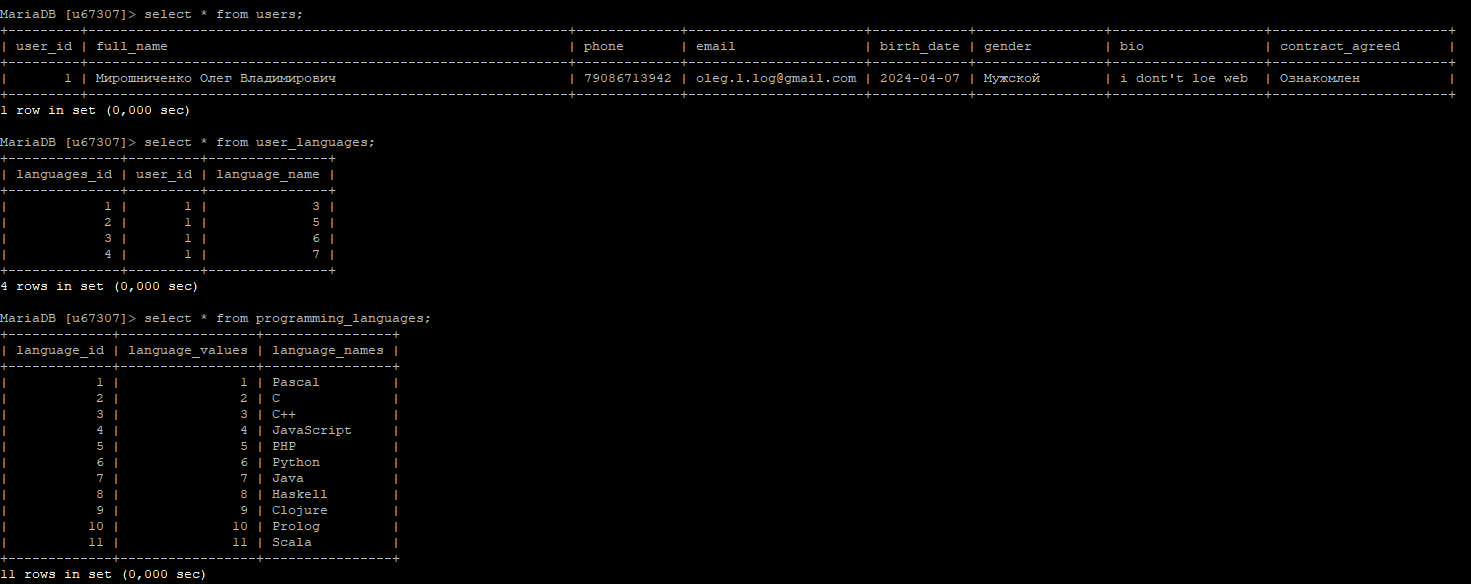 MariaDB [u67307]> select * from users;
+---------+------------------------------------------------------------+-------------+----------------------+------------+----------------+-------------------+----------------------+
| user_id | full_name                                                  | phone       | email                | birth_date | gender         | bio               | contract_agreed      |
+---------+------------------------------------------------------------+-------------+----------------------+------------+----------------+-------------------+----------------------+
|       1 | Мирошниченко Олег Владимирович                             | 79086713942 | oleg.l.log@gmail.com | 2024-04-07 | Мужской        | i dont't loe web  | Ознакомлен           |
+---------+------------------------------------------------------------+-------------+----------------------+------------+----------------+-------------------+----------------------+
1 row in set (0,000 sec)
MariaDB [u67307]> select * from user_languages;
+--------------+---------+---------------+
| languages_id | user_id | language_name |
+--------------+---------+---------------+
|            1 |       1 |             3 |
|            2 |       1 |             5 |
|            3 |       1 |             6 |
|            4 |       1 |             7 |
+--------------+---------+---------------+
4 rows in set (0,000 sec)
MariaDB [u67307]> select * from programming_languages;
+-------------+-----------------+----------------+
| language_id | language_values | language_names |
+-------------+-----------------+----------------+
|           1 |               1 | Pascal         |
|           2 |               2 | C              |
|           3 |               3 | C++            |
|           4 |               4 | JavaScript     |
|           5 |               5 | PHP            |
|           6 |               6 | Python         |
|           7 |               7 | Java           |
|           8 |               8 | Haskell        |
|           9 |               9 | Clojure        |
|          10 |              10 | Prolog         |
|          11 |              11 | Scala          |
+-------------+-----------------+----------------+
11 rows in set (0,000 sec)